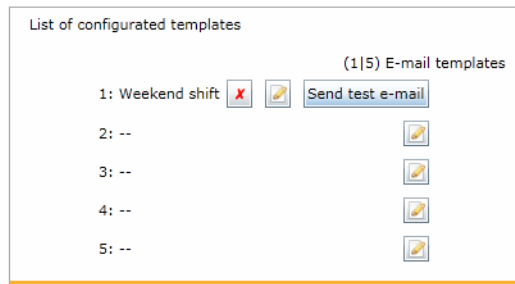 List of configurated templates
(1|5) E-mail templates
1: Weekend shift Send test e-mail
2: --
3: --
4: --
5: --